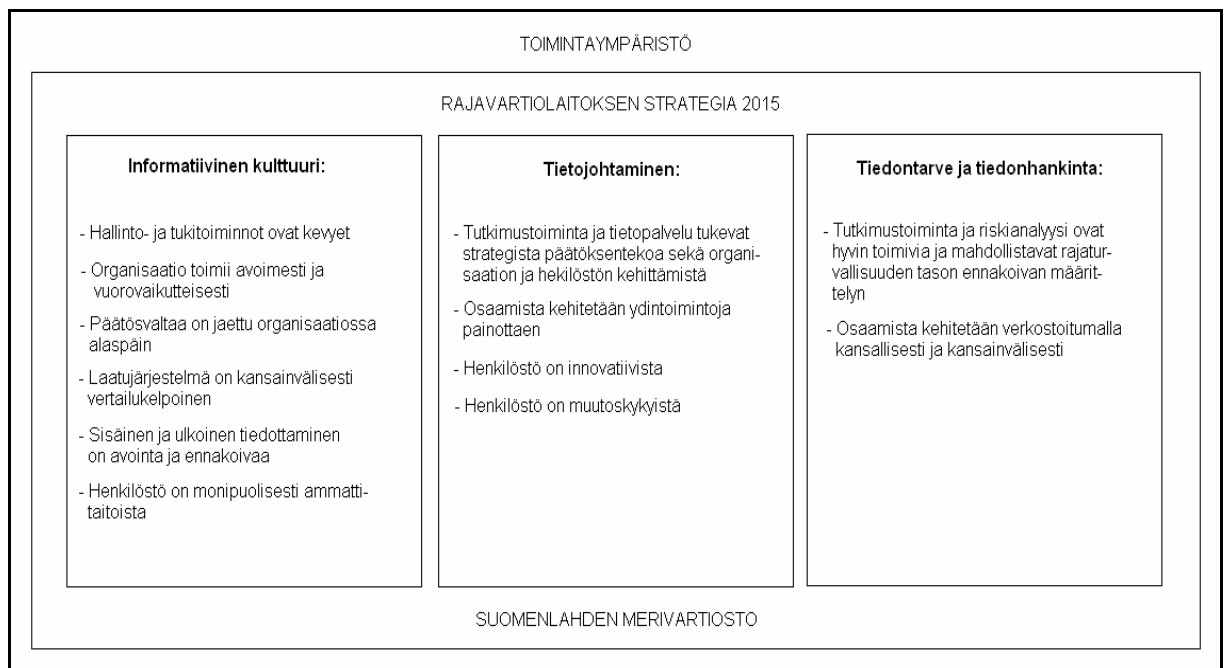 TOIMINTAYMPÄRISTÖ
RAJAVARTIOLAITOKSEN STRATEGIA 2015
Informatiivinen kulttuuri:
- Hallinto- ja tukitoiminnot ovat kevyet
- Organisaatio toimii avoimesti ja
vuorovaikutteisesti
- Päätösvaltaa on jaettu organisaatiossa
alaspäin
- Laatujärjestelmä on kansainvälisesti
vertailukelpoinen
- Sisäinen ja ulkoinen tiedottaminen
on avointa ja ennakoivaa
- Henkilöstö on monipuolisesti ammatti-
taitoista
Tietojohtaminen:
- Tutkimustoiminta ja tietopalvelu tukevat
strategista päätöksentekoa sekä organi-
saation ja hekilöstön kehittämistä
- Osaamista kehitetään ydintoimintoja
painottaen
- Henkilöstö on innovatiivista
- Henkilöstö on muutoskykyistä
Tiedontarve ja tiedonhankinta:
- Tutkimustoiminta ja riskianalyysi ovat
hyvin toimivia ja mahdollistavat rajatur-
vallisuuden tason ennakoivan määrit-
telyn
- Osaamista kehitetään verkostoitumalla
kansallisesti ja kansainvälisesti
SUOMENLAHDEN MERIVARTIOSTO